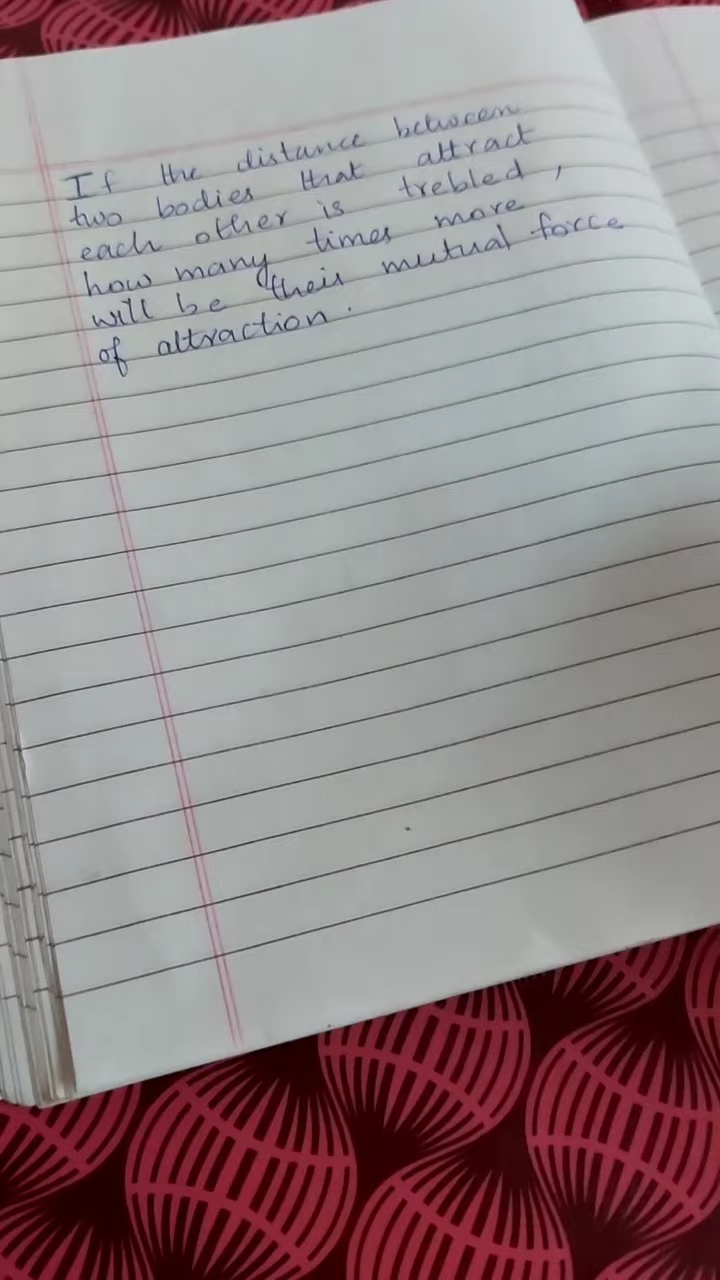 If the distance between
two bodies that attract
each other is trebled,
how many times more
will be their mutual force
of attraction.